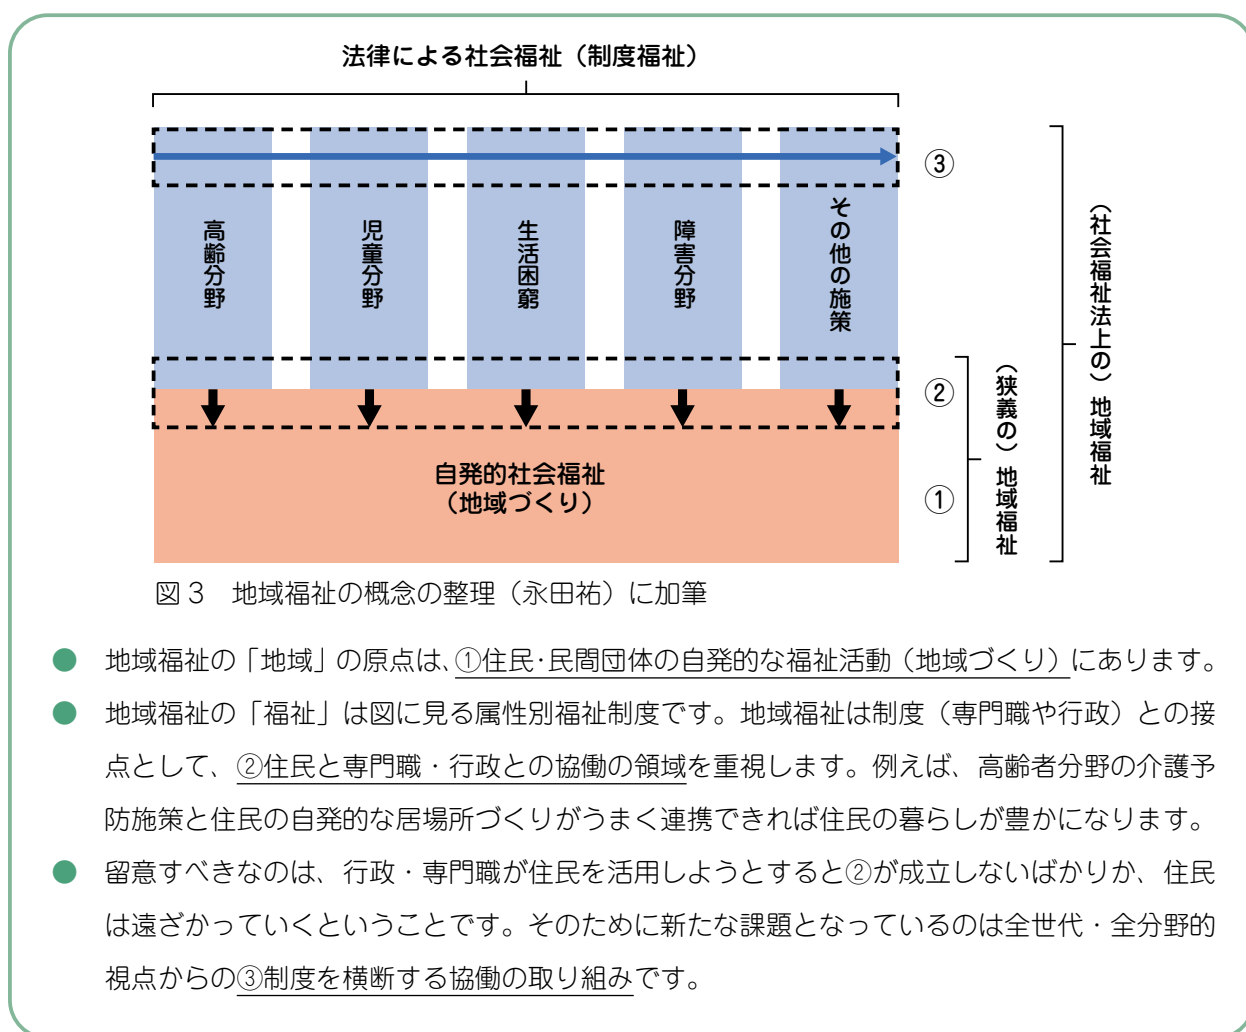 法律による社会福祉（制度福祉）
③
高齢分野
児童分野
生活困窮
障害分野
その他の施策
②
自発的社会福祉
（地域づくり）
①
（狭義の）地域福祉
（社会福祉法上の）地域福祉
図3　地域福祉の概念の整理（永田祐）に加筆
● 地域福祉の「地域」の原点は、①住民・民間団体の自発的な福祉活動（地域づくり）にあります。
● 地域福祉の「福祉」は図に見る属性別福祉制度です。地域福祉は制度（専門職や行政）との接
点として、②住民と専門職・行政との協働の領域を重視します。例えば、高齢者分野の介護予
防施策と住民の自発的な居場所づくりがうまく連携できれば住民の暮らしが豊かになります。
● 留意すべきなのは、行政・専門職が住民を活用しようとすると②が成立しないばかりか、住民
は遠ざかっていくということです。そのために新たな課題となっているのは全世代・全分野的
視点からの③制度を横断する協働の取り組みです。